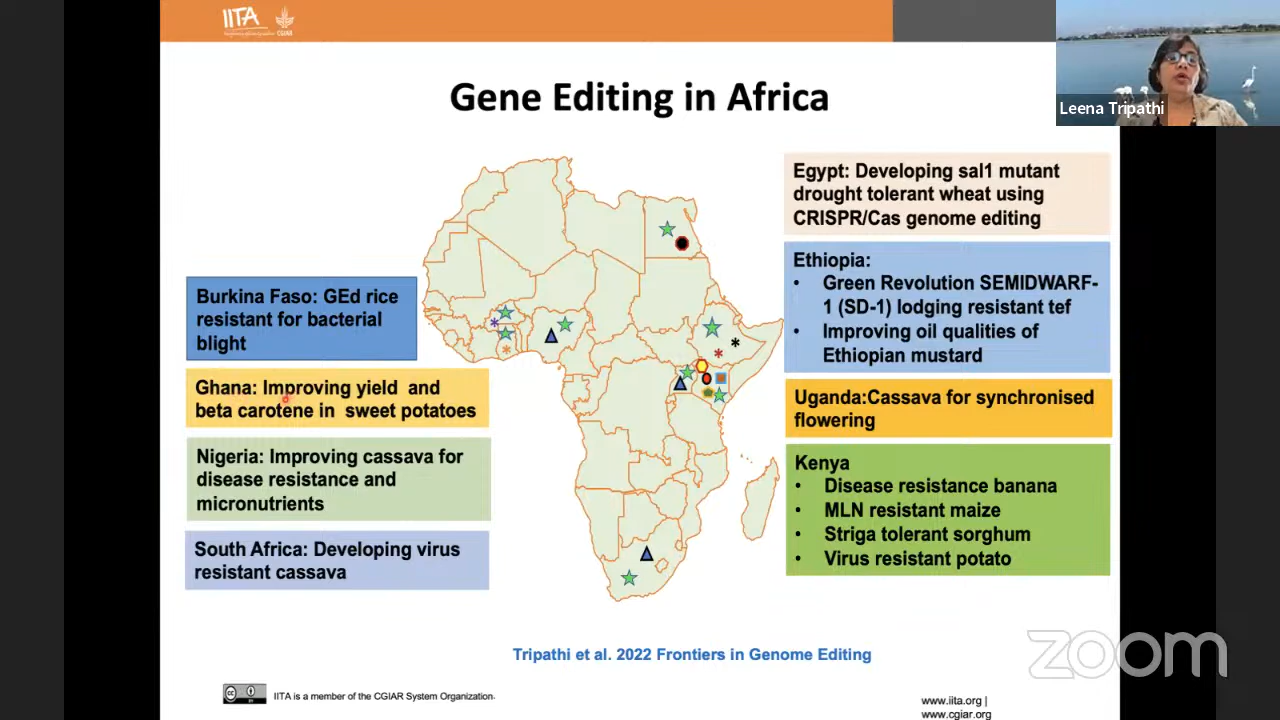 IITA
CGIAR
Leena Tripathi
Gene Editing in Africa
Burkina Faso: GEd rice
resistant for bacterial
blight
Ghana: Improving yield and
beta carotene in sweet potatoes
Nigeria: Improving cassava for
disease resistance and
micronutrients
South Africa: Developing virus
resistant cassava
Egypt: Developing sal1 mutant
drought tolerant wheat using
CRISPR/Cas genome editing
Ethiopia:
• Green Revolution SEMIDWARF-
1 (SD-1) lodging resistant tef
• Improving oil qualities of
Ethiopian mustard
Uganda:Cassava for synchronised
flowering
Kenya
• Disease resistance banana
• MLN resistant maize
• Striga tolerant sorghum
• Virus resistant potato
Tripathi et al. 2022 Frontiers in Genome Editing
zoom
cc
IITA is a member of the CGIAR System Organization.
www.iita.org |
www.cgiar.org